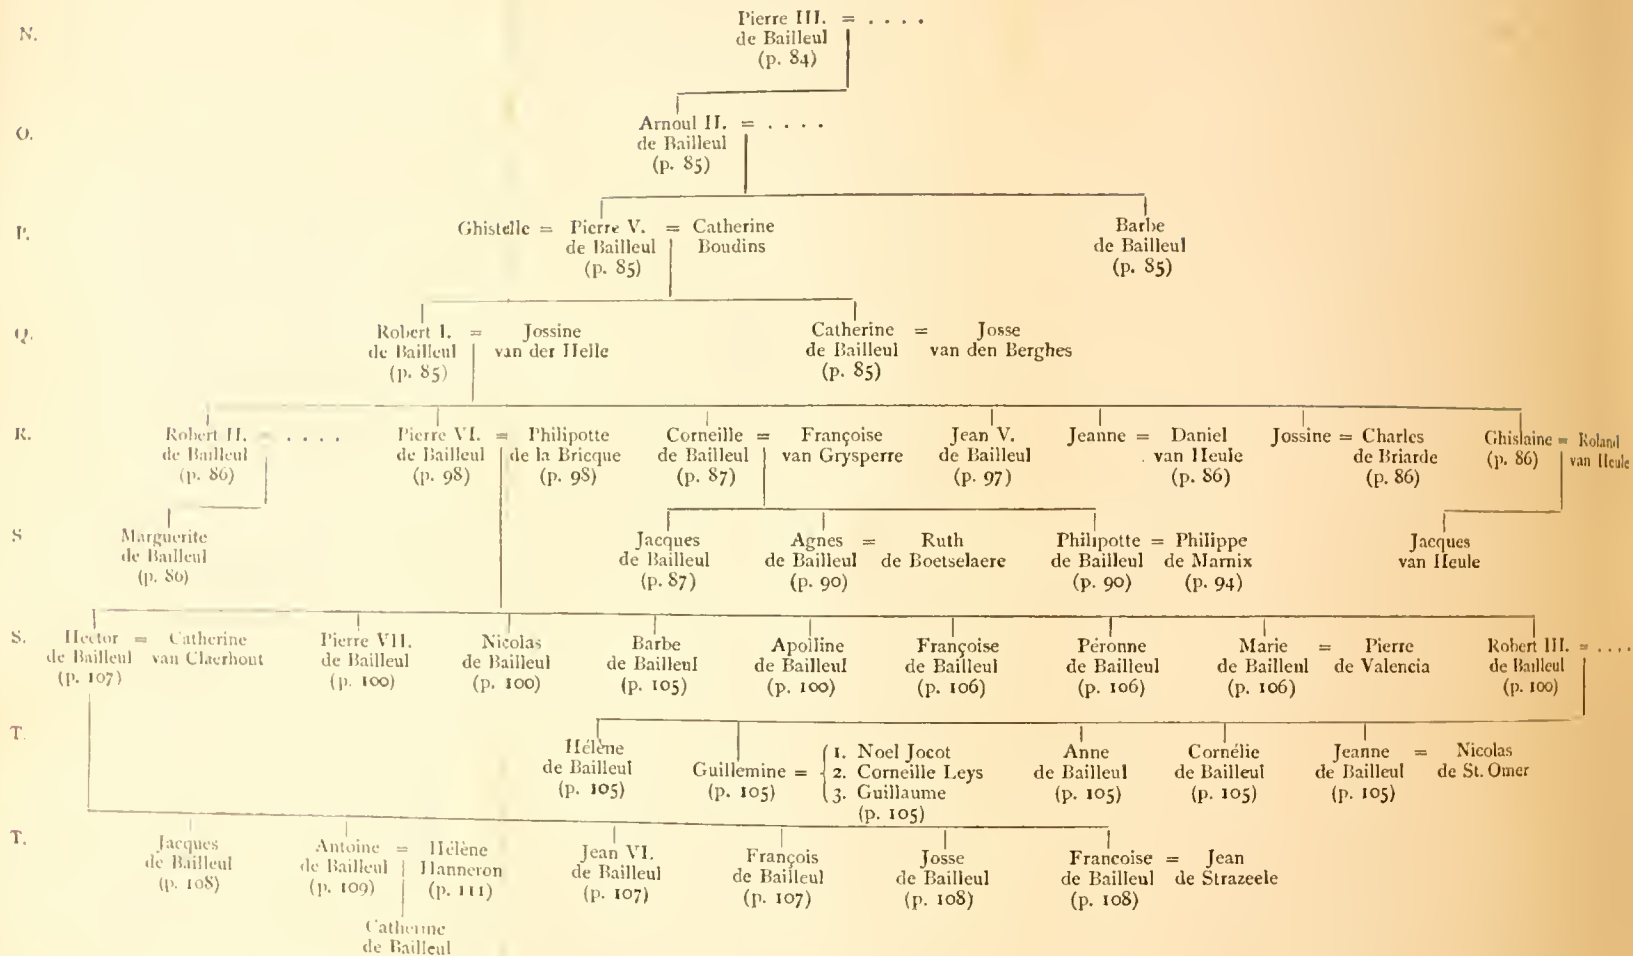 N.
Pierre III. = . . . .
de Bailleul
(p. 84)
O.
Arnoul II. = . . . .
de Bailleul
(p. 85)
P.
Ghistelle = Pierre V. = Catherine
de Bailleul Boudins
(p. 85)
Barbe
de Bailleul
(p. 85)
Q.
Robert I. = Jossine
de Bailleul van der Helle
(p. 85)
Catherine = Josse
de Bailleul van den Berghes
(p. 85)
R.
Robert II. = . . . .
de Bailleul
(p. 86)
Pierre VI. = Philipotte
de Bailleul de la Bricque
(p. 98) (p. 98)
Corneille = Françoise
de Bailleul van Grysperre
(p. 87)
Jean V.
de Bailleul
(p. 97)
Jeanne = Daniel
van Heule
(p. 86)
Jossine = Charles
de Briarde
(p. 86)
Ghislaine = Roland
(p. 86) van Heule
S
Marguerite
de Bailleul
(p. 86)
Jacques
de Bailleul
(p. 87)
Agnes = Ruth
de Bailleul de Boetselaere
(p. 90)
Philipotte = Philippe
de Bailleul de Marnix
(p. 90) (p. 94)
Jacques
van Heule
S.
Hector = Catherine
de Bailleul van Claerhout
(p. 107)
Pierre VII.
de Bailleul
(p. 100)
Nicolas
de Bailleul
(p. 100)
Barbe
de Bailleul
(p. 105)
Apolline
de Bailleul
(p. 100)
Françoise
de Bailleul
(p. 106)
Péronne
de Bailleul
(p. 106)
Marie = Pierre
de Bailleul de Valencia
(p. 106)
Robert III. = . . . .
de Bailleul
(p. 100)
T.
Hélène
de Bailleul
(p. 105)
Guillemine = { 1. Noel Jocot
(p. 105) 2. Corneille Leys
3. Guillaume
(p. 105)
Anne
de Bailleul
(p. 105)
Cornélie
de Bailleul
(p. 105)
Jeanne = Nicolas
de Bailleul de St. Omer
(p. 105)
T.
Jacques
de Bailleul
(p. 108)
Antoine = Hélène
de Bailleul Hanneron
(p. 109) (p. 111)
Jean VI.
de Bailleul
(p. 107)
François
de Bailleul
(p. 107)
Josse
de Bailleul
(p. 108)
Francoise = Jean
de Bailleul de Strazeele
(p. 108)
Catherine
de Bailleul